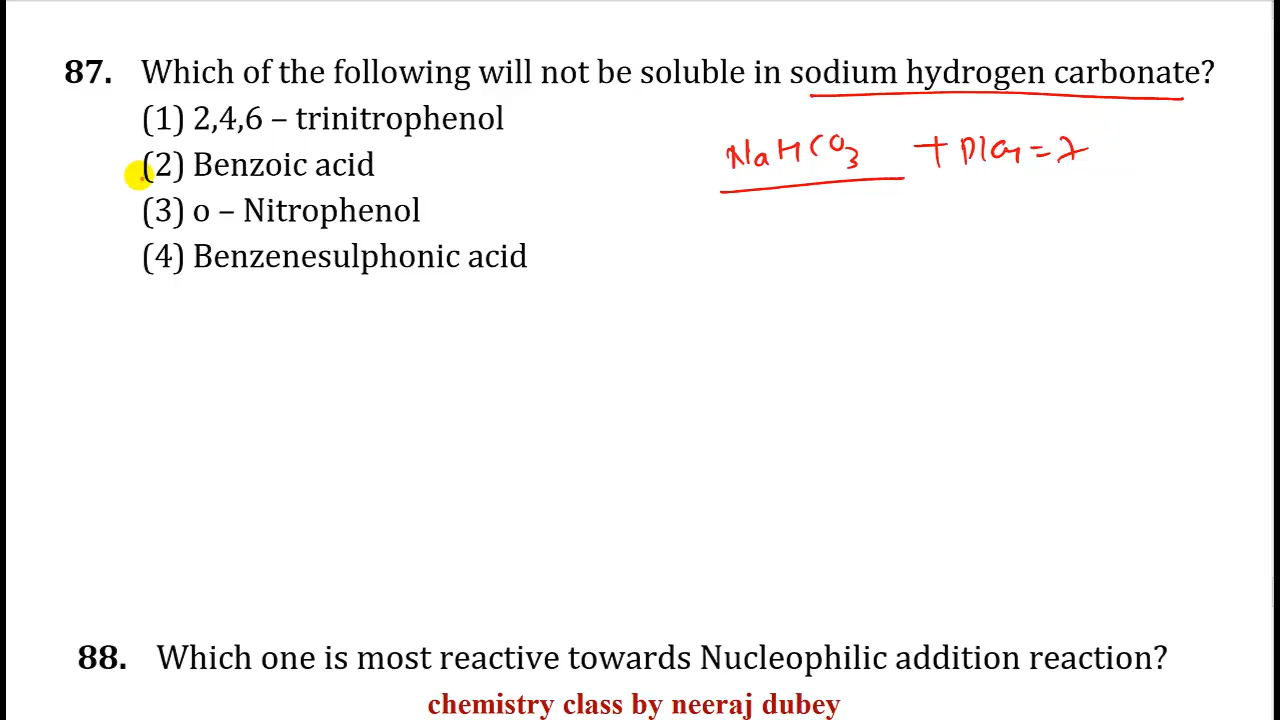 87. Which of the following will not be soluble in sodium hydrogen carbonate?
(1) 2,4,6 – trinitrophenol
NaHCO3
(2) Benzoic acid
(3) o – Nitrophenol
(4) Benzenesulphonic acid
88. Which one is most reactive towards Nucleophilic addition reaction?
chemistry class by neeraj dubey